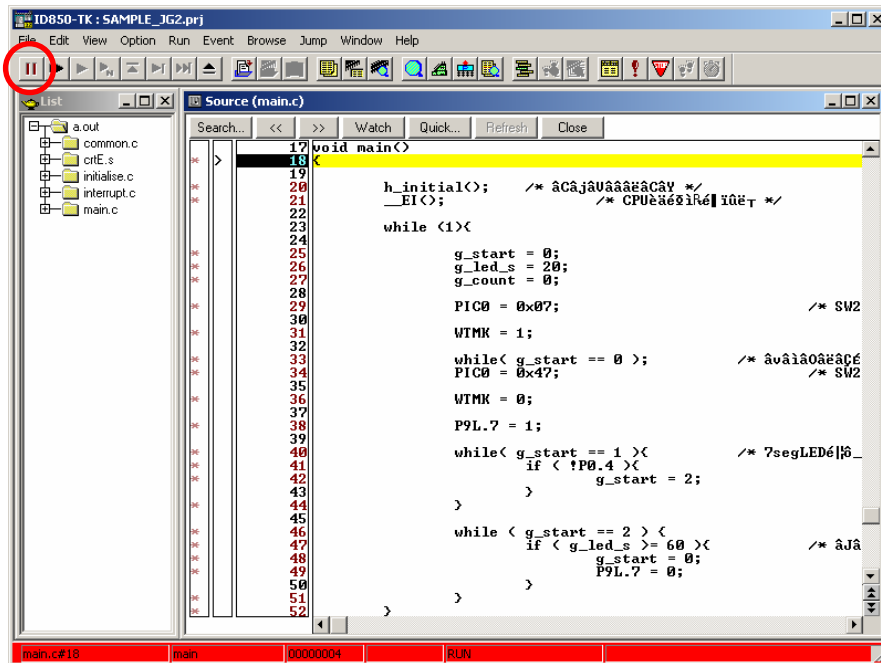 ID850-TK : SAMPLE_JG2.prj
File Edit View Option Run Event Browse Jump Window Help
List
Source (main.c)
a.out
common.c
crtE.s
initialise.c
interrupt.c
main.c
Search... << >> Watch Quick... Refresh Close
17 void main()
* > 18 {
19
* 20 h_initial(); /* */
* 21 __EI(); /* */
22
23 while (1){
24
* 25 g_start = 0;
* 26 g_led_s = 20;
* 27 g_count = 0;
28
* 29 PIC0 = 0x07; /* SW2
30
* 31 WTMK = 1;
32
* 33 while( g_start == 0 ); /*
* 34 PIC0 = 0x47; /* SW2
35
* 36 WTMK = 0;
37
* 38 P9L.7 = 1;
39
* 40 while( g_start == 1 ){ /*
* 41 if ( !P0.4 ){
* 42 g_start = 2;
43 }
* 44 }
45
* 46 while ( g_start == 2 ) {
* 47 if ( g_led_s >= 60 ){ /*
* 48 g_start = 0;
* 49 P9L.7 = 0;
50 }
* 51 }
* 52 }
main.c#18 main 00000004 RUN